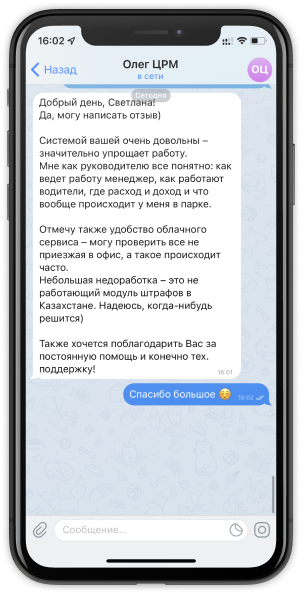 16:02
Назад
Олег ЦРМ
в сети
ОЦ
Сегодня
Добрый день, Светлана!
Да, могу написать отзыв)
Системой вашей очень довольны –
значительно упрощает работу.
Мне как руководителю все понятно: как
ведет работу менеджер, как работают
водители, где расход и доход и что
вообще происходит у меня в парке.
Отмечу также удобство облачного
сервиса – могу проверить все не
приезжая в офис, а такое происходит
часто.
Небольшая недоработка – это не
работающий модуль штрафов в
Казахстане. Надеюсь, когда-нибудь
решится)
Также хочется поблагодарить Вас за
постоянную помощь и конечно тех.
поддержку!
16:01
Спасибо большое ☺️
16:02
Сообщение...